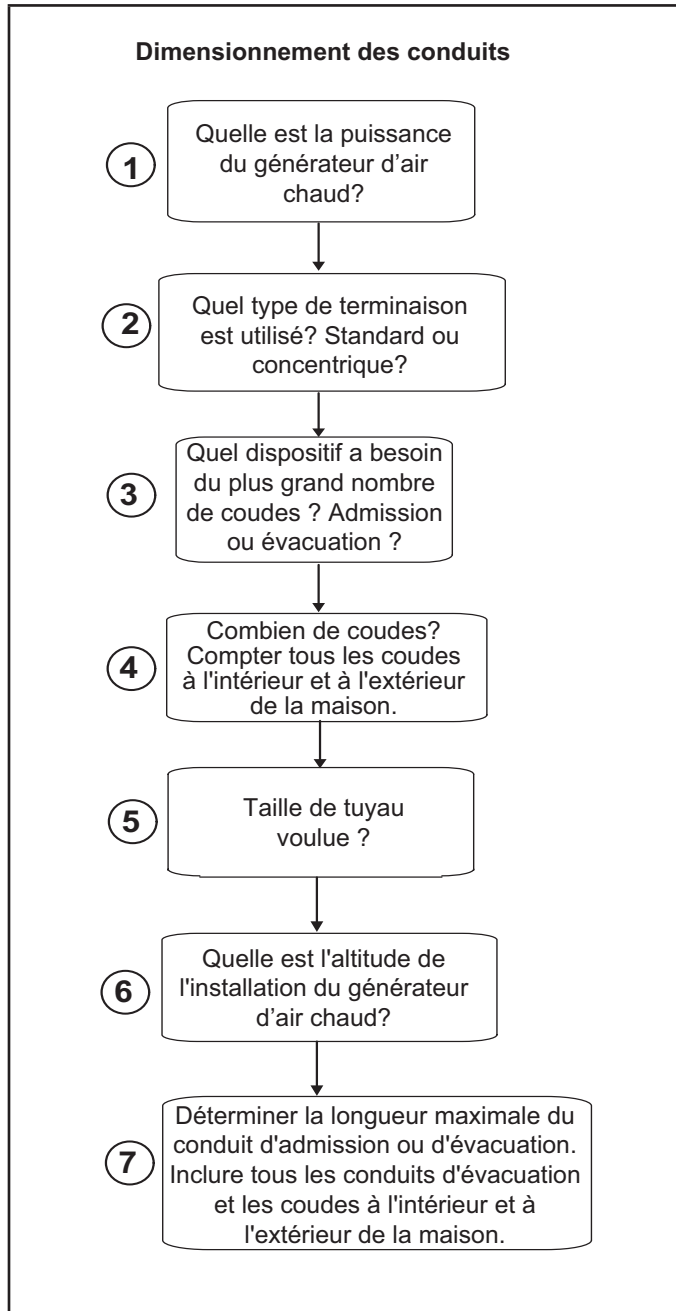 Dimensionnement des conduits
1
Quelle est la puissance
du générateur d’air
chaud?
2
Quel type de terminaison
est utilisé? Standard ou
concentrique?
3
Quel dispositif a besoin
du plus grand nombre
de coudes ? Admission
ou évacuation ?
4
Combien de coudes?
Compter tous les coudes
à l'intérieur et à l'extérieur
de la maison.
5
Taille de tuyau
voulue ?
6
Quelle est l'altitude de
l'installation du générateur
d’air chaud?
7
Déterminer la longueur maximale du
conduit d'admission ou d'évacuation.
Inclure tous les conduits d'évacuation
et les coudes à l'intérieur et à
l'extérieur de la maison.